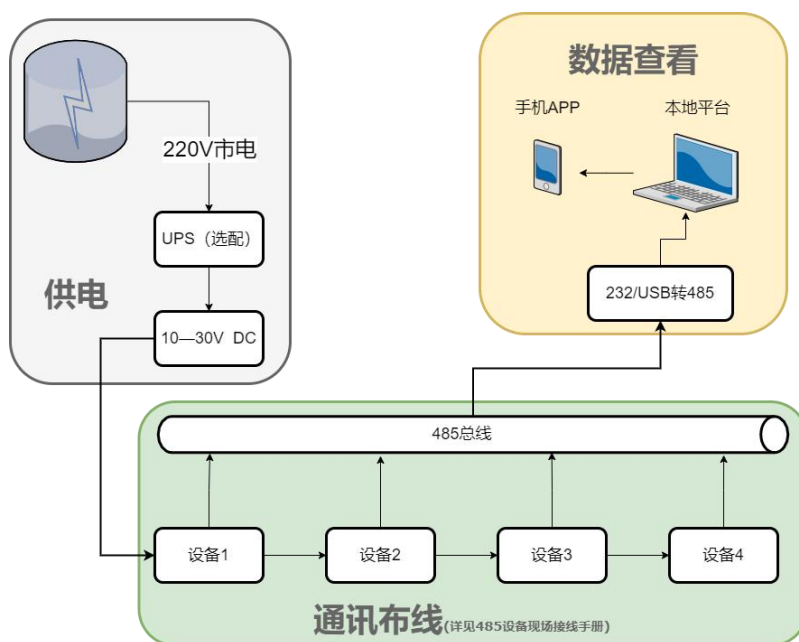 数据查看
手机APP
本地平台
220V市电
UPS（选配）
供电
10—30V DC
232/USB转485
485总线
设备1
设备2
设备3
设备4
通讯布线(详见485设备现场接线手册)